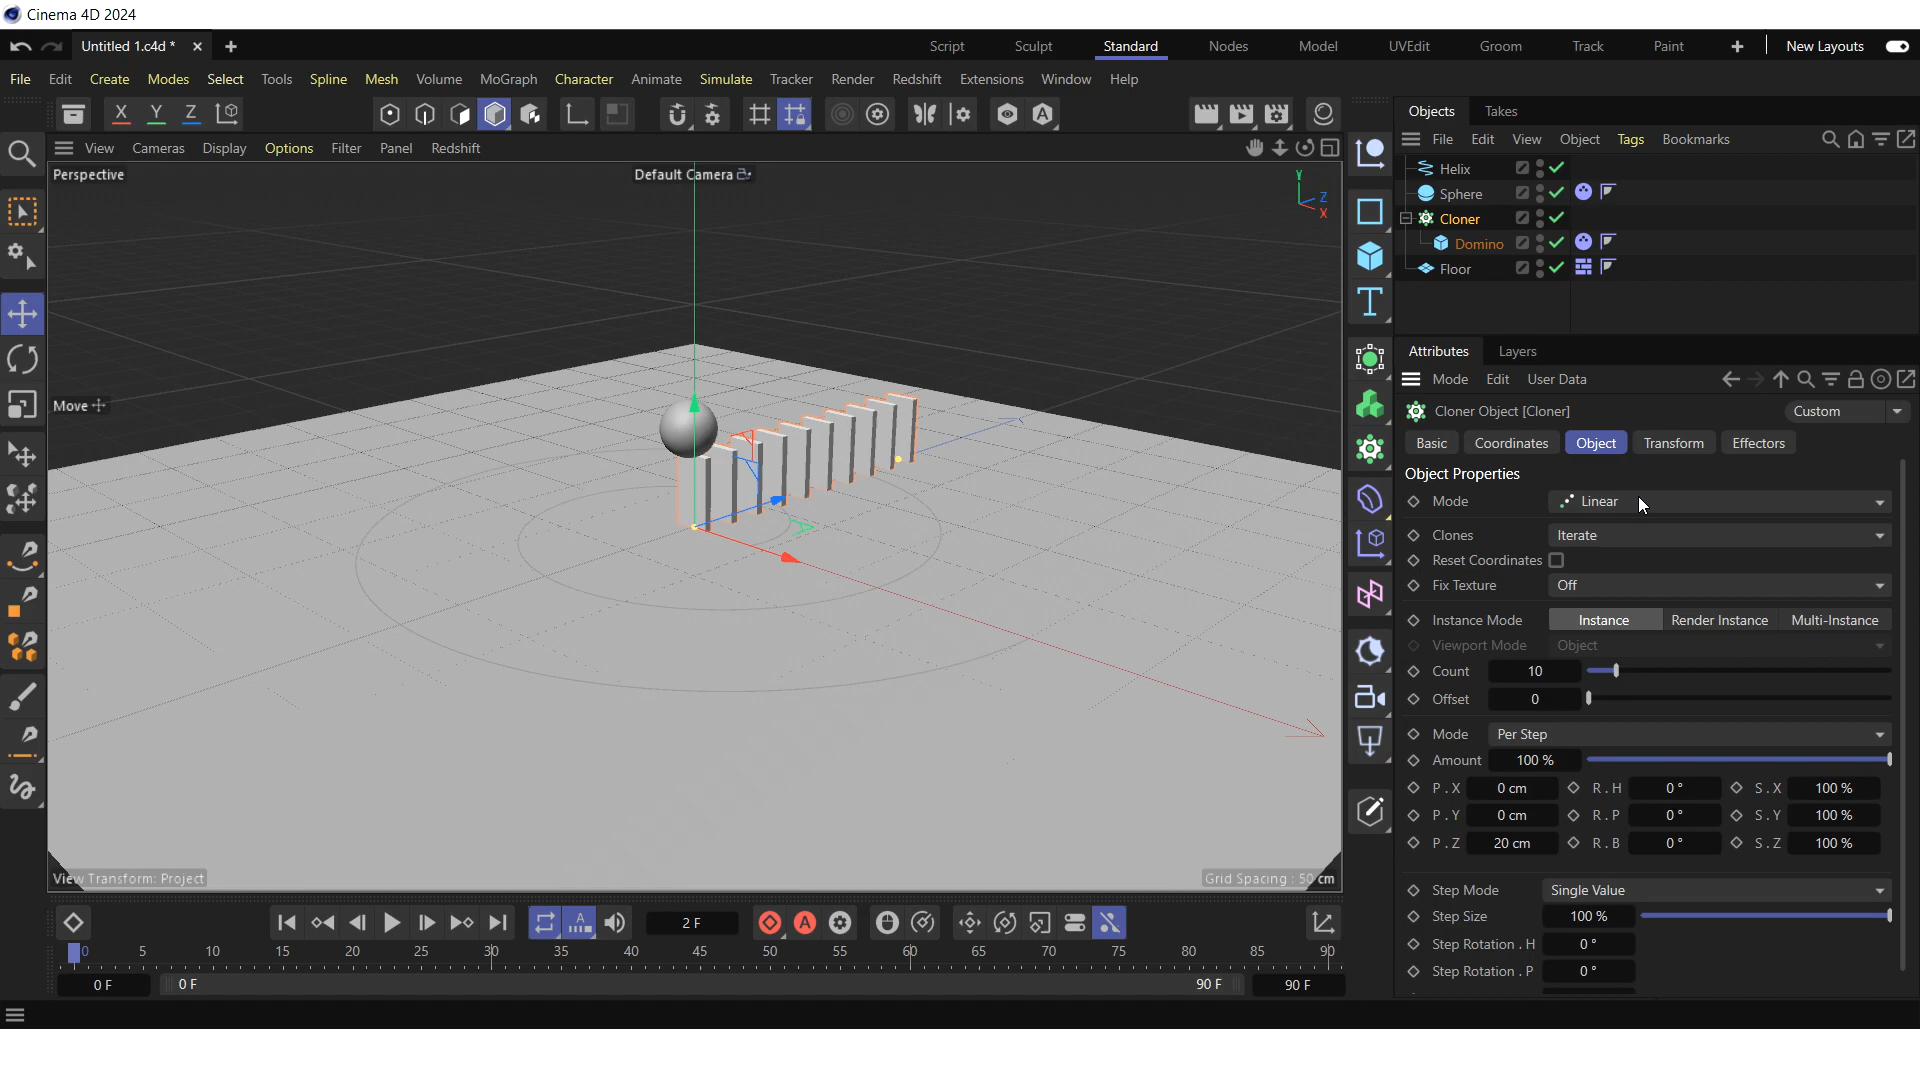 Cinema 4D 2024
Untitled 1.c4d *
Script Sculpt Standard Nodes Model UVEdit Groom Track Paint New Layouts
File Edit Create Modes Select Tools Spline Mesh Volume MoGraph Character Animate Simulate Tracker Render Redshift Extensions Window Help
X Y Z
Objects Takes
File Edit View Object Tags Bookmarks
View Cameras Display Options Filter Panel Redshift
Perspective
Default Camera
Y
Z
X
Move
View Transform: Project
Grid Spacing : 50 cm
Helix
Sphere
Cloner
Domino
Floor
Attributes Layers
Mode Edit User Data
Cloner Object [Cloner]
Custom
Basic Coordinates Object Transform Effectors
Object Properties
Mode Linear
Clones Iterate
Reset Coordinates
Fix Texture Off
Instance Mode Instance Render Instance Multi-Instance
Viewport Mode Object
Count 10
Offset 0
Mode Per Step
Amount 100 %
P . X 0 cm R . H 0 ° S . X 100 %
P . Y 0 cm R . P 0 ° S . Y 100 %
P . Z 20 cm R . B 0 ° S . Z 100 %
Step Mode Single Value
Step Size 100 %
Step Rotation . H 0 °
Step Rotation . P 0 °
2 F
0 5 10 15 20 25 30 35 40 45 50 55 60 65 70 75 80 85 90
0 F 0 F 90 F 90 F